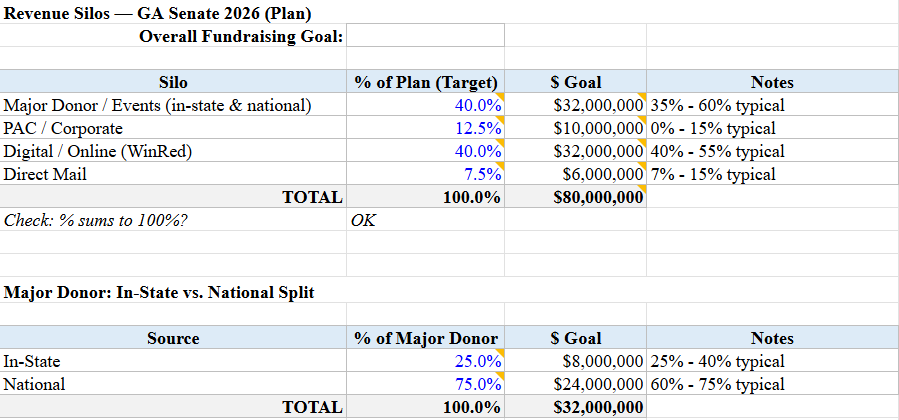 Revenue Silos — GA Senate 2026 (Plan)
Overall Fundraising Goal:
Silo % of Plan (Target) $ Goal Notes
Major Donor / Events (in-state & national) 40.0% $32,000,000 35% - 60% typical
PAC / Corporate 12.5% $10,000,000 0% - 15% typical
Digital / Online (WinRed) 40.0% $32,000,000 40% - 55% typical
Direct Mail 7.5% $6,000,000 7% - 15% typical
TOTAL 100.0% $80,000,000
Check: % sums to 100%? OK
Major Donor: In-State vs. National Split
Source % of Major Donor $ Goal Notes
In-State 25.0% $8,000,000 25% - 40% typical
National 75.0% $24,000,000 60% - 75% typical
TOTAL 100.0% $32,000,000